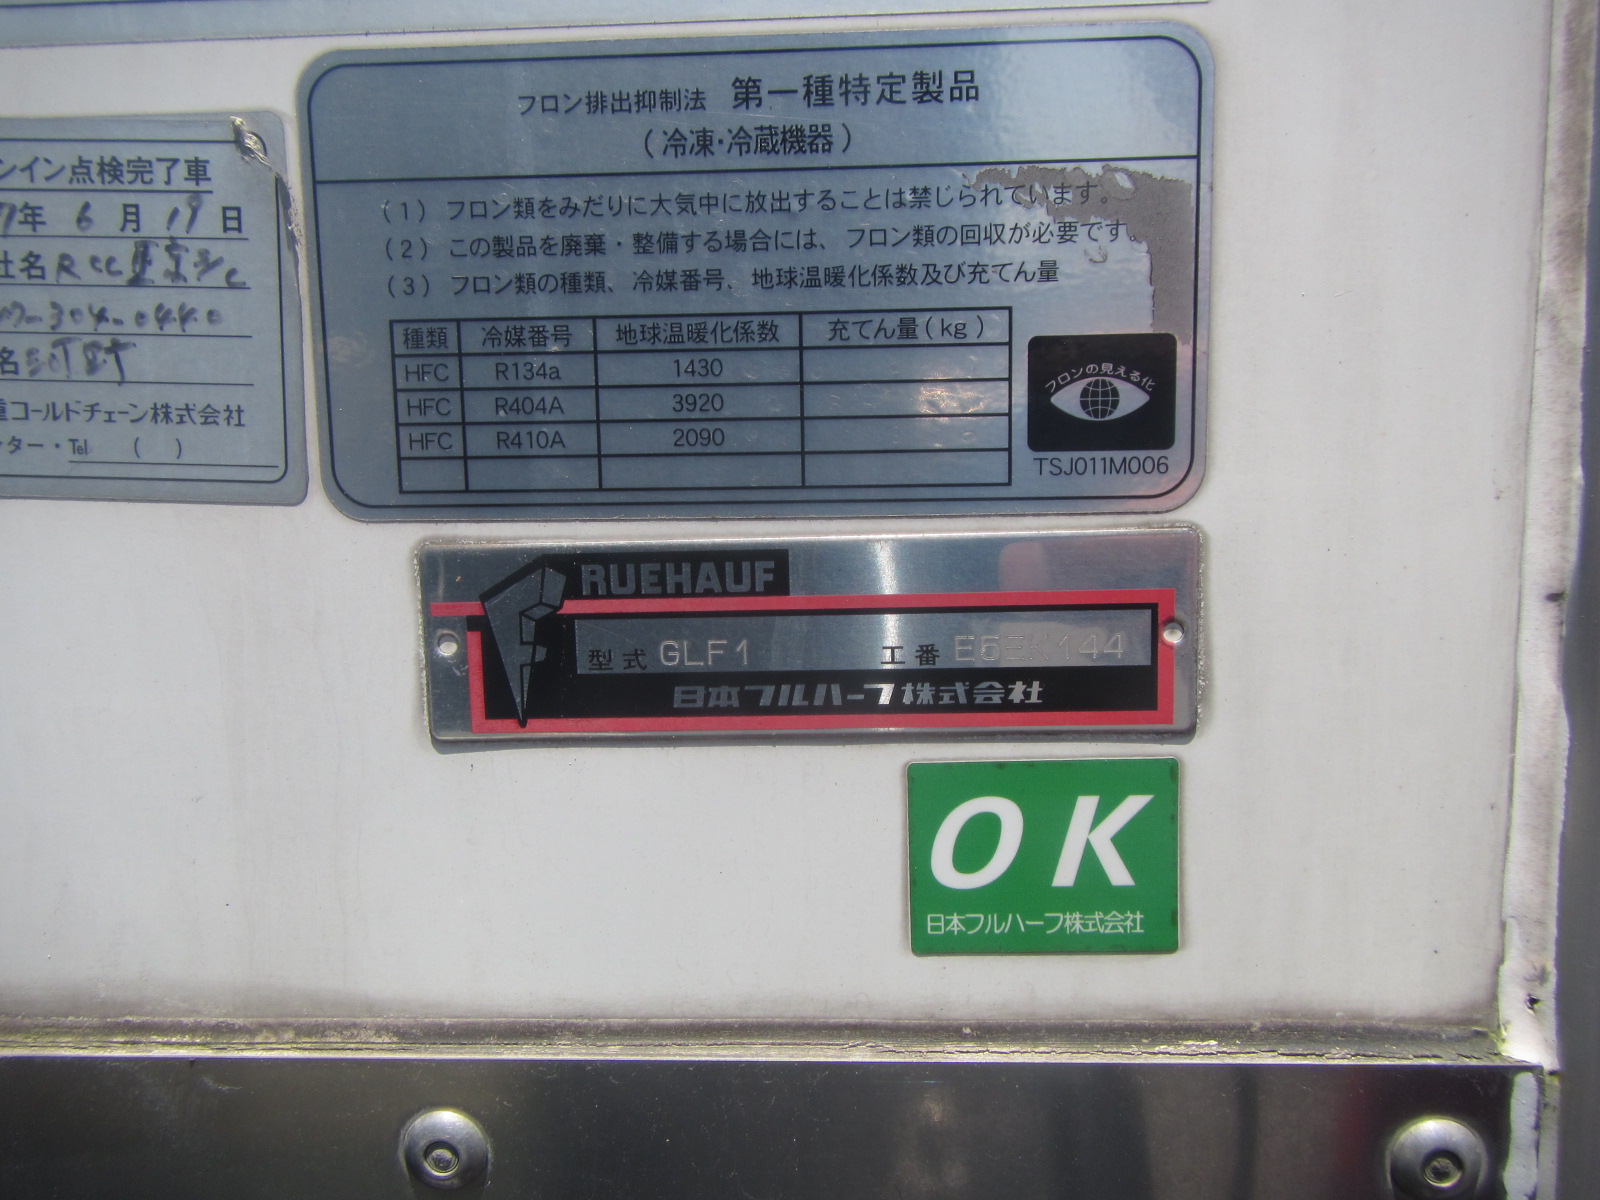 ンイン点検完了車
7年 6 月 19 日
社名 RCC
304-0440
名
重コールドチェーン株式会社
ンター・Tel ( )
フロン排出抑制法 第一種特定製品
(冷凍・冷蔵機器)
(1) フロン類をみだりに大気中に放出することは禁じられています。
(2) この製品を廃棄・整備する場合には、フロン類の回収が必要です。
(3) フロン類の種類、冷媒番号、地球温暖化係数及び充てん量
種類 冷媒番号 地球温暖化係数 充てん量(kg)
HFC R134a 1430
HFC R404A 3920
HFC R410A 2090
フロンの見える化
TSJ011M006
RUEHAUF
型式 GLF1 工番
日本フルハーフ株式会社
OK
日本フルハーフ株式会社